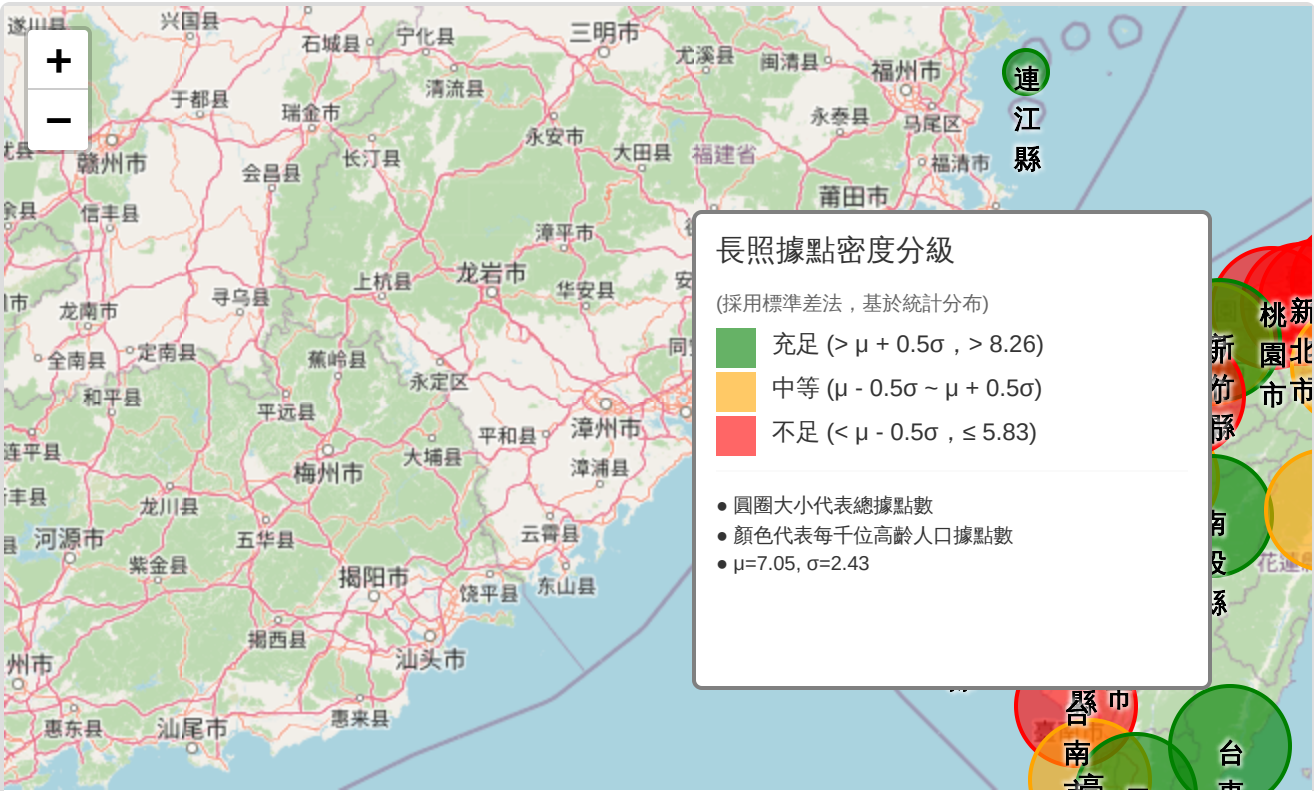 兴国县
石城县
宁化县
三明市
尤溪县
闽清县
福州市
+
−
于都县
瑞金市
清流县
永安市
永泰县
马尾区
連江縣
赣州市
会昌县
长汀县
大田县
福建省
福清市
信丰县
莆田市
漳平市
龙岩市
上杭县
华安县
寻乌县
龙南市
全南县
定南县
蕉岭县
永定区
和平县
平远县
平和县
漳州市
连平县
梅州市
大埔县
漳浦县
龙川县
云霄县
河源市
五华县
紫金县
揭阳市
饶平县
东山县
揭西县
汕头市
惠东县
汕尾市
惠来县
長照據點密度分級
(採用標準差法，基於統計分布)
充足 (> μ + 0.5σ，> 8.26)
中等 (μ - 0.5σ ~ μ + 0.5σ)
不足 (< μ - 0.5σ，≤ 5.83)
● 圓圈大小代表總據點數
● 顏色代表每千位高齡人口據點數
● μ=7.05, σ=2.43
桃園市
新北市
新竹縣
南投縣
花蓮
縣
市
台南
高
台東